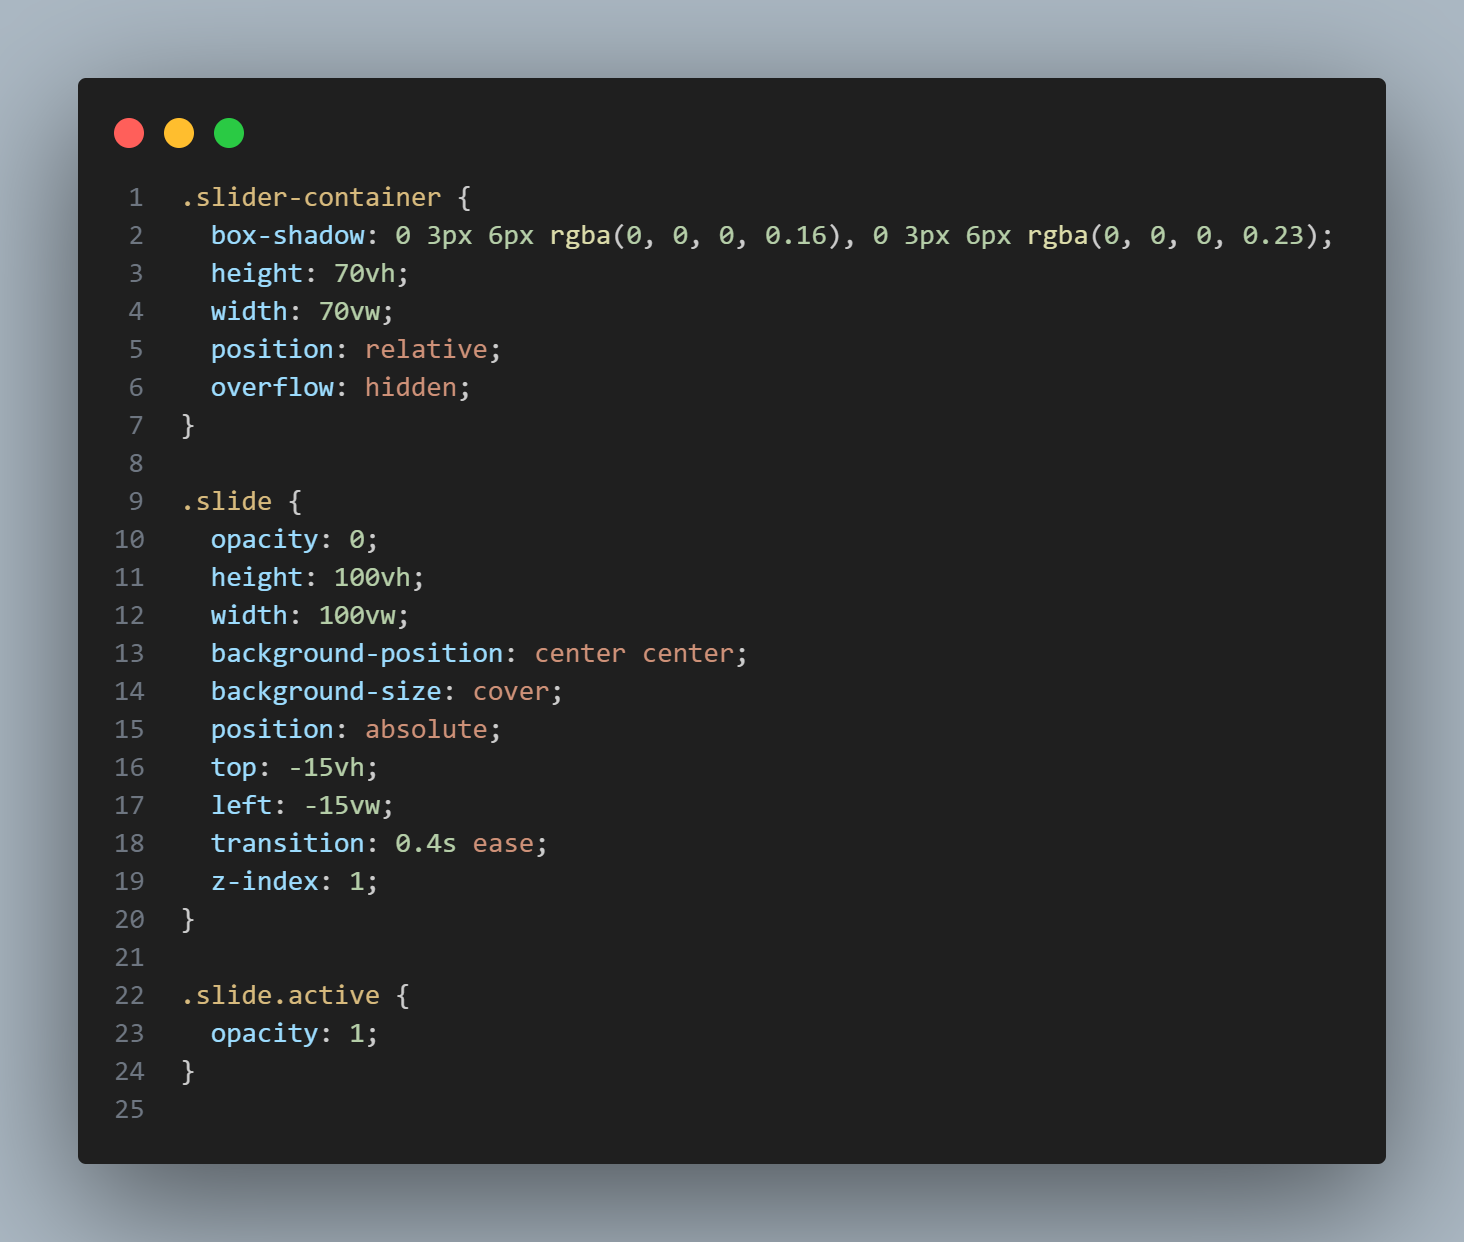 1 .slider-container {
2   box-shadow: 0 3px 6px rgba(0, 0, 0, 0.16), 0 3px 6px rgba(0, 0, 0, 0.23);
3   height: 70vh;
4   width: 70vw;
5   position: relative;
6   overflow: hidden;
7 }
8
9 .slide {
10   opacity: 0;
11   height: 100vh;
12   width: 100vw;
13   background-position: center center;
14   background-size: cover;
15   position: absolute;
16   top: -15vh;
17   left: -15vw;
18   transition: 0.4s ease;
19   z-index: 1;
20 }
21
22 .slide.active {
23   opacity: 1;
24 }
25